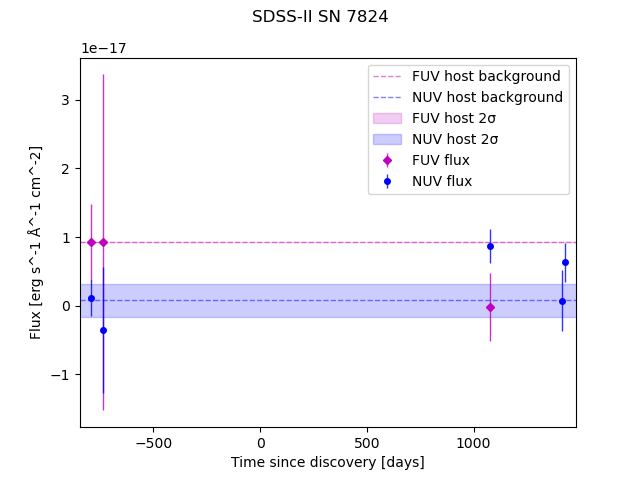 SDSS-II SN 7824
1e−17
FUV host background
NUV host background
FUV host 2σ
NUV host 2σ
FUV flux
NUV flux
3
2
1
0
−1
Flux [erg s^-1 Å^-1 cm^-2]
−500 0 500 1000
Time since discovery [days]